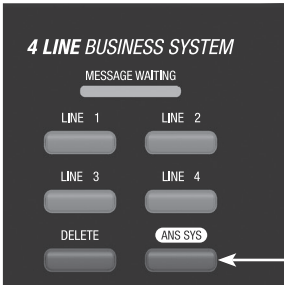 4 LINE BUSINESS SYSTEM
MESSAGE WAITING
LINE 1 LINE 2
LINE 3 LINE 4
DELETE ANS SYS